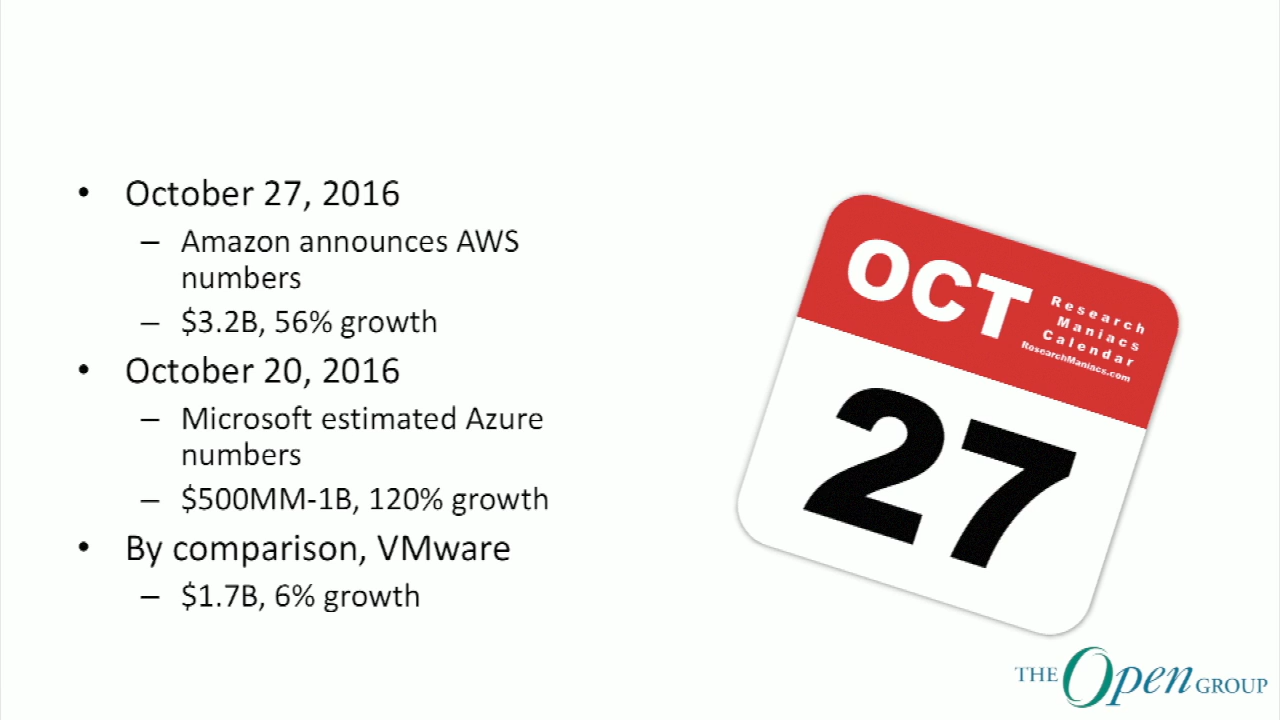 • October 27, 2016
– Amazon announces AWS
numbers
– $3.2B, 56% growth
• October 20, 2016
– Microsoft estimated Azure
numbers
– $500MM-1B, 120% growth
• By comparison, VMware
– $1.7B, 6% growth
OCT
Research
Maniacs
Calendar
ResearchManiacs.com
27
THE Open GROUP